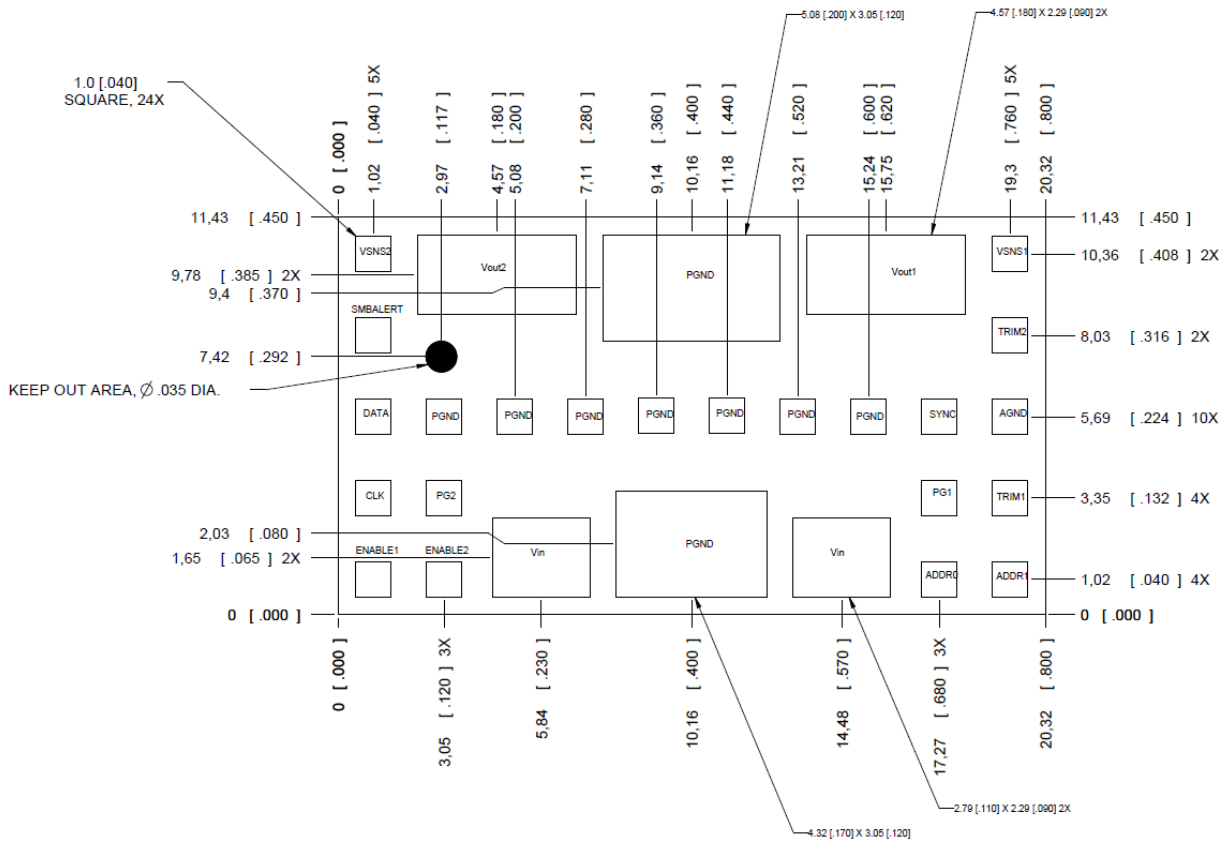 5.08 [.200] X 3.05 [.120]
4.57 [.180] X 2.29 [.090] 2X
1.0 [.040]
SQUARE, 24X
0 [ .000 ]
1,02 [ .040 ] 5X
2,97 [ .117 ]
4,57 [ .180 ]
5,08 [ .200 ]
7,11 [ .280 ]
9,14 [ .360 ]
10,16 [ .400 ]
11,18 [ .440 ]
13,21 [ .520 ]
15,24 [ .600 ]
15,75 [ .620 ]
19,3 [ .760 ] 5X
20,32 [ .800 ]
11,43 [ .450 ]
11,43 [ .450 ]
VSNS2
Vout2
PGND
Vout1
VSNS1
10,36 [ .408 ] 2X
9,78 [ .385 ] 2X
9,4 [ .370 ]
SMBALERT
TRIM2
8,03 [ .316 ] 2X
7,42 [ .292 ]
KEEP OUT AREA, Ø .035 DIA.
DATA
PGND
PGND
PGND
PGND
PGND
PGND
PGND
SYNC
AGND
5,69 [ .224 ] 10X
CLK
PG2
PG1
TRIM1
3,35 [ .132 ] 4X
2,03 [ .080 ]
1,65 [ .065 ] 2X
ENABLE1
ENABLE2
Vin
PGND
Vin
ADDR0
ADDR1
1,02 [ .040 ] 4X
0 [ .000 ]
0 [ .000 ]
0 [ .000 ]
3,05 [ .120 ] 3X
5,84 [ .230 ]
10,16 [ .400 ]
14,48 [ .570 ]
17,27 [ .680 ] 3X
20,32 [ .800 ]
2.79 [.110] X 2.29 [.090] 2X
4.32 [.170] X 3.05 [.120]